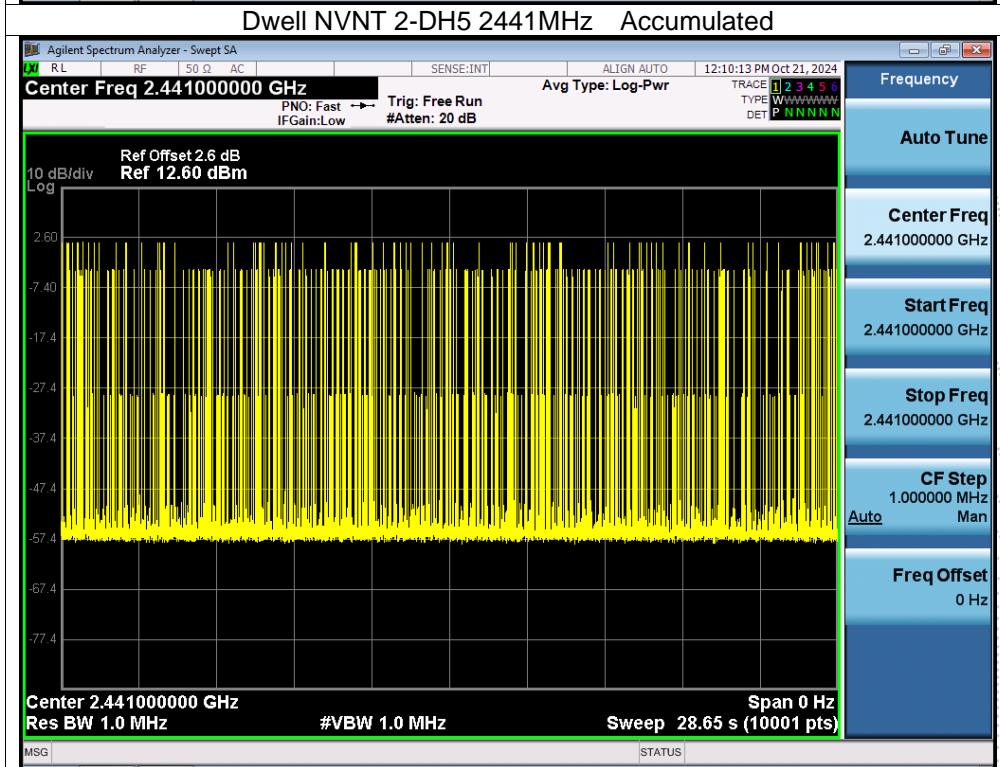 Dwell NVNT 2-DH5 2441MHz Accumulated
Agilent Spectrum Analyzer - Swept SA
LXI RL RF 50 Ω AC SENSE:INT ALIGN AUTO 12:10:13 PM Oct 21, 2024
Center Freq 2.441000000 GHz
PNO: Fast
IFGain:Low
Trig: Free Run
#Atten: 20 dB
Avg Type: Log-Pwr
TRACE 1 2 3 4 5 6
TYPE WWWWWW
DET P N N N N N
Ref Offset 2.6 dB
10 dB/div Ref 12.60 dBm
Log
2.60
-7.40
-17.4
-27.4
-37.4
-47.4
-57.4
-67.4
-77.4
Center 2.441000000 GHz Span 0 Hz
Res BW 1.0 MHz #VBW 1.0 MHz Sweep 28.65 s (10001 pts)
MSG STATUS
Frequency
Auto Tune
Center Freq
2.441000000 GHz
Start Freq
2.441000000 GHz
Stop Freq
2.441000000 GHz
CF Step
1.000000 MHz
Auto Man
Freq Offset
0 Hz